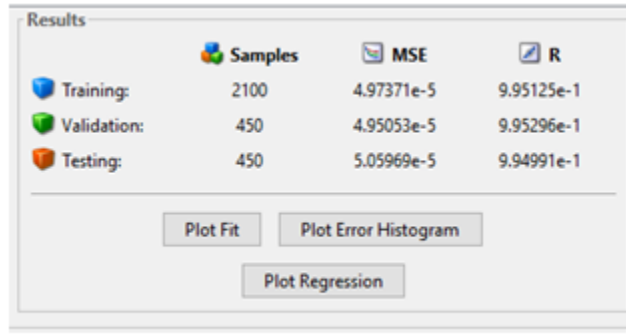 Results
Samples MSE R
Training: 2100 4.97371e-5 9.95125e-1
Validation: 450 4.95053e-5 9.95296e-1
Testing: 450 5.05969e-5 9.94991e-1
Plot Fit Plot Error Histogram
Plot Regression